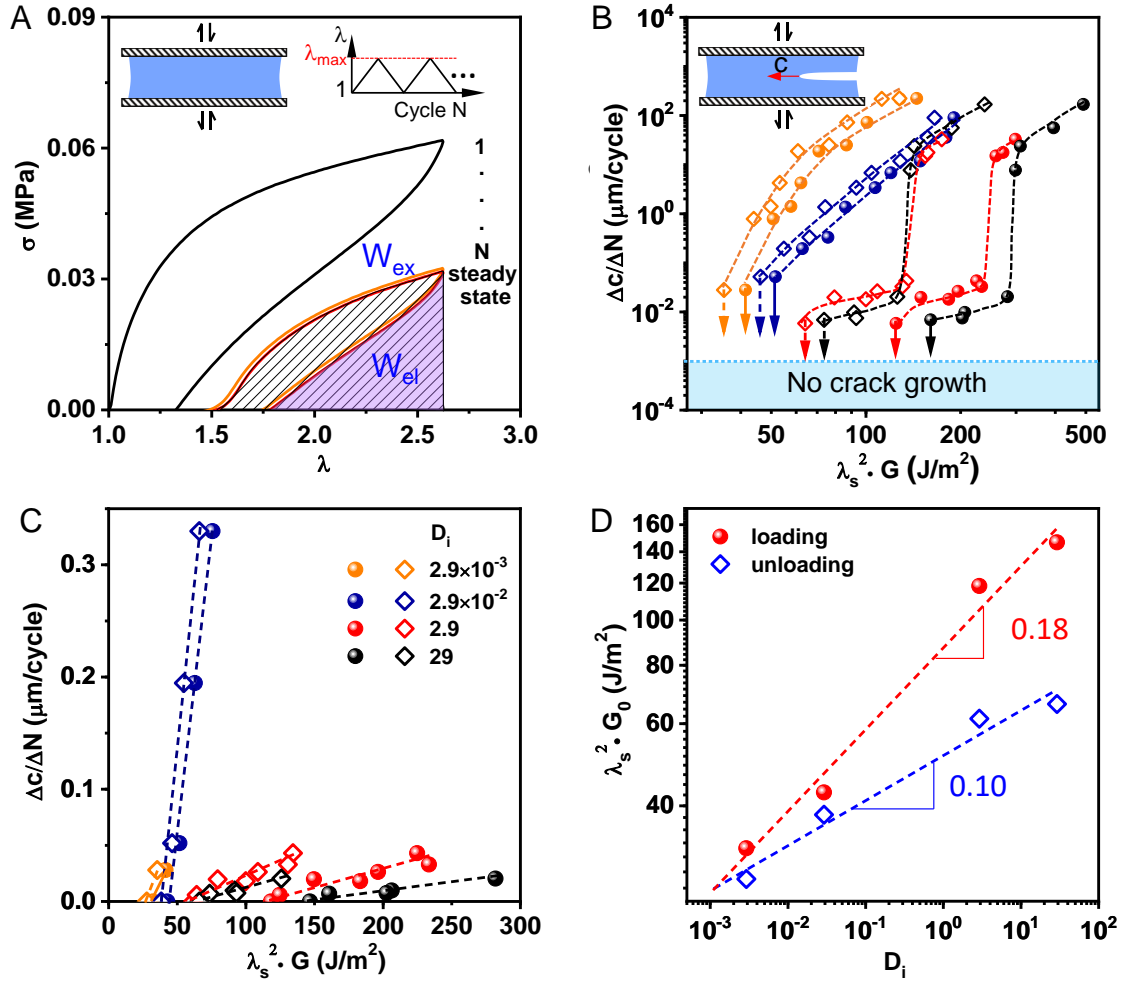 A
0.09
0.06
0.03
0.00
σ (MPa)
1.0
1.5
2.0
2.5
3.0
λ
λ
λmax
1
Cycle N
•••
1
.
.
.
N
steady
state
Wex
Wel
B
10⁴
10²
10⁰
10⁻²
10⁻⁴
Δc/ΔN (μm/cycle)
C
No crack growth
50
100
200
500
λs²· G (J/m²)
C
0.3
0.2
0.1
0.0
Δc/ΔN (μm/cycle)
Di
2.9×10⁻³
2.9×10⁻²
2.9
29
0
50
100
150
200
250
300
λs²· G (J/m²)
D
160
140
120
100
80
60
40
λs²· G₀ (J/m²)
loading
unloading
0.18
0.10
10⁻³
10⁻²
10⁻¹
10⁰
10¹
10²
Di